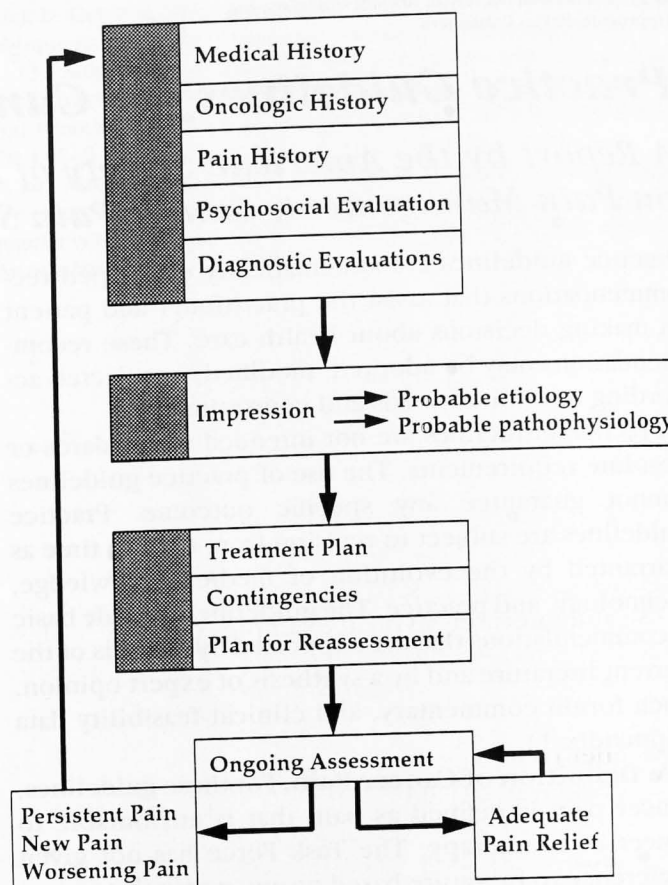 Medical History
Oncologic History
Pain History
Psychosocial Evaluation
Diagnostic Evaluations
Impression
Probable etiology
Probable pathophysiology
Treatment Plan
Contingencies
Plan for Reassessment
Ongoing Assessment
Persistent Pain
New Pain
Worsening Pain
Adequate
Pain Relief